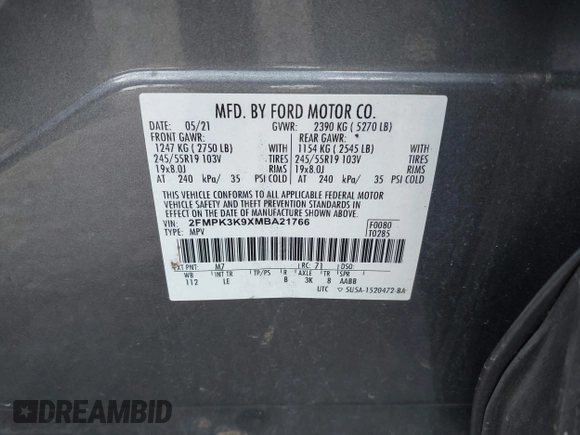 MFD. BY FORD MOTOR CO.
DATE: 05/21 GVWR: 2390 KG ( 5270 LB)
FRONT GAWR: REAR GAWR:
1247 KG ( 2750 LB) WITH 1154 KG ( 2545 LB) WITH
245/55R19 103V TIRES 245/55R19 103V TIRES
19x8.0J RIMS 19x8.0J RIMS
AT 240 kPa/ 35 PSI COLD AT 240 kPa/ 35 PSI COLD
THIS VEHICLE CONFORMS TO ALL APPLICABLE FEDERAL MOTOR
VEHICLE SAFETY AND THEFT PREVENTION STANDARDS IN
EFFECT ON THE DATE OF MANUFACTURE SHOWN ABOVE.
VIN: 2FMPK3K9XMBA21766 F0080
TYPE: MPV T0285
EXT PNT: M7 RC: 71 DSO:
WB INT TR TP/PS R AXLE TR SPR
112 LE B 3K 8 AABB
UTC ▽ 5U5A-1520472-BA
DREAMBID